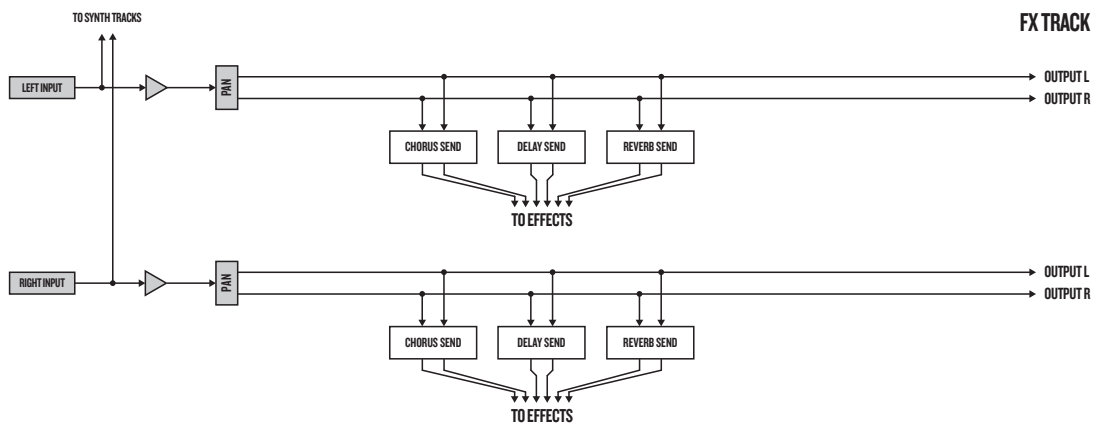 TO SYNTH TRACKS
FX TRACK
LEFT INPUT
PAN
OUTPUT L
OUTPUT R
CHORUS SEND
DELAY SEND
REVERB SEND
TO EFFECTS
RIGHT INPUT
PAN
OUTPUT L
OUTPUT R
CHORUS SEND
DELAY SEND
REVERB SEND
TO EFFECTS